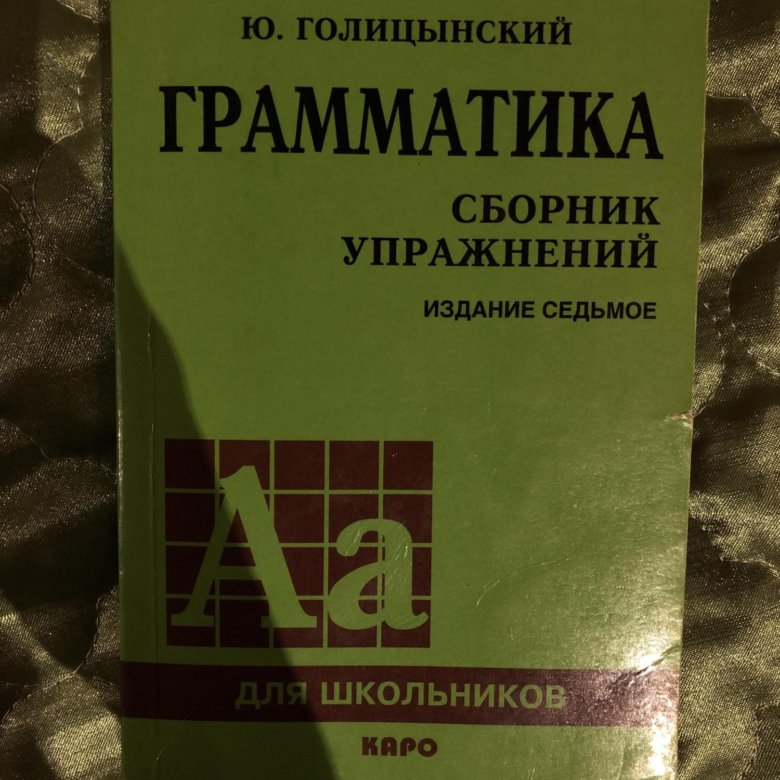 Ю. ГОЛИЦЫНСКИЙ
ГРАММАТИКА
СБОРНИК
УПРАЖНЕНИЙ
ИЗДАНИЕ СЕДЬМОЕ
Аа
ДЛЯ ШКОЛЬНИКОВ
КАРО